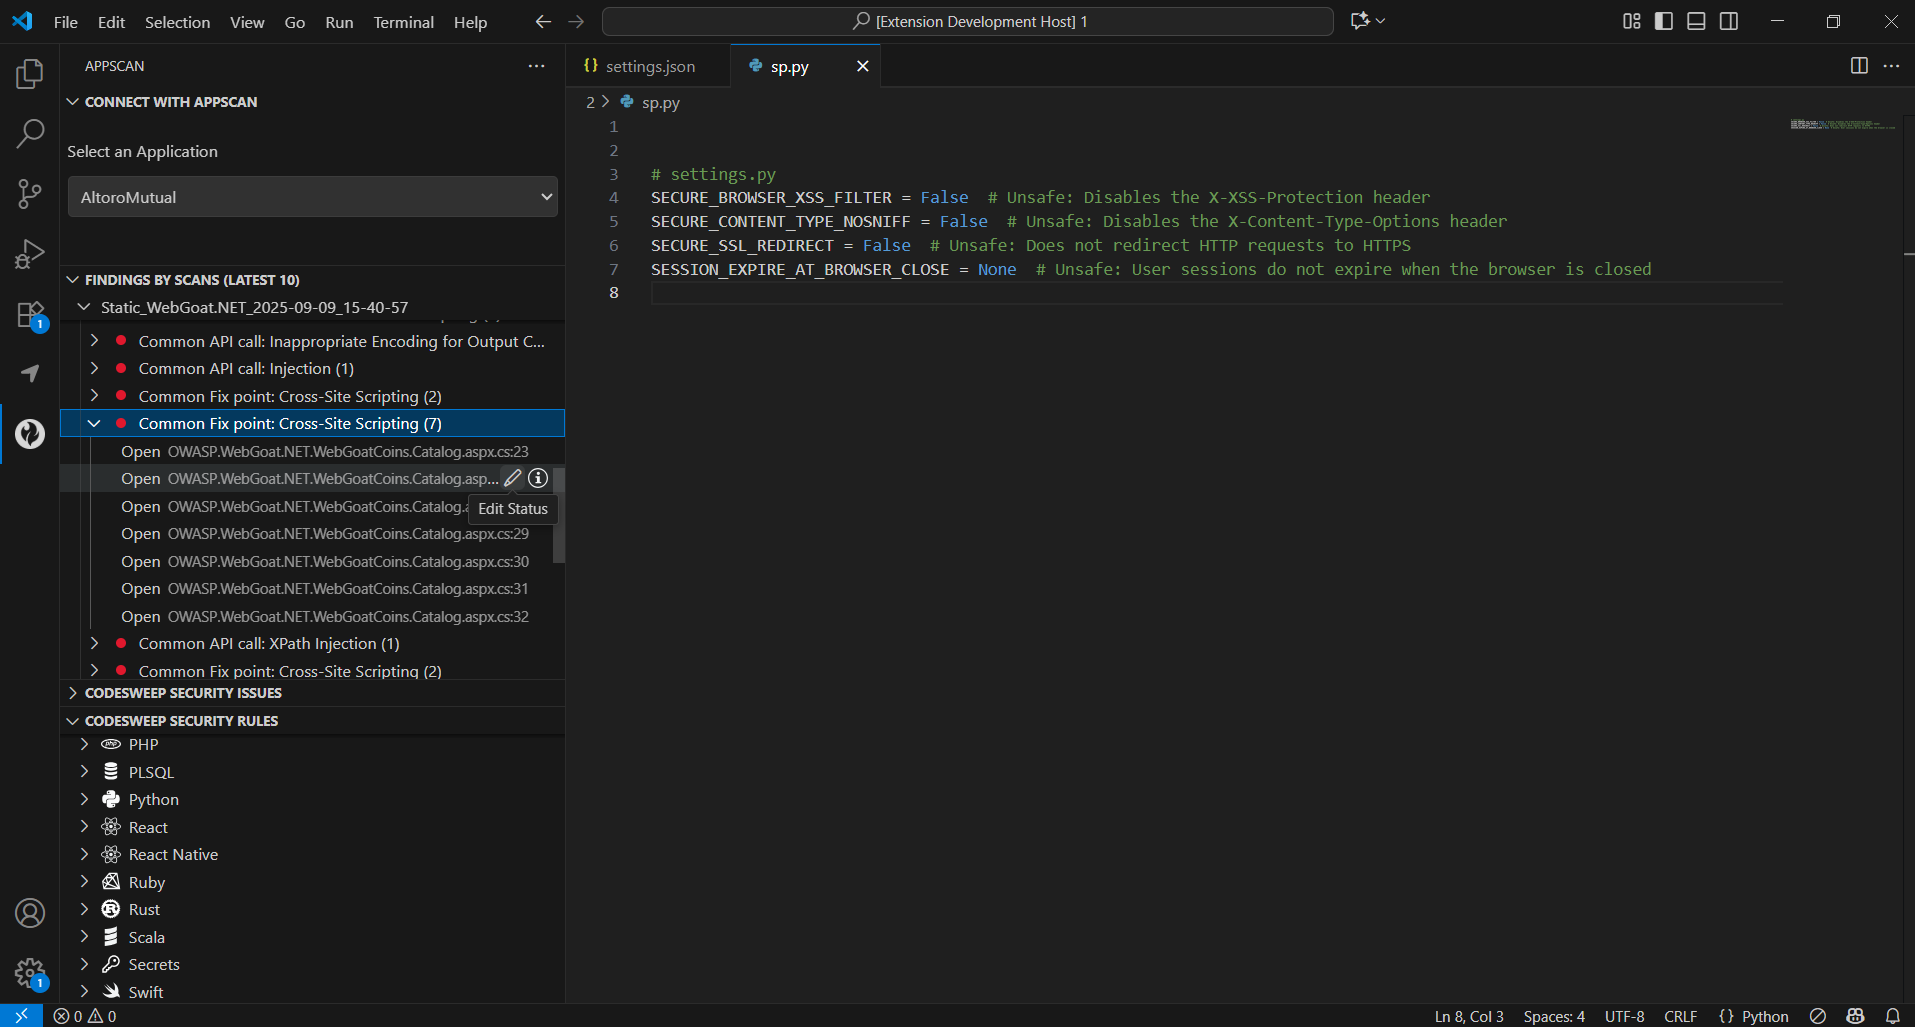 File Edit Selection View Go Run Terminal Help
[Extension Development Host] 1
APPSCAN
CONNECT WITH APPSCAN
Select an Application
AltoroMutual
FINDINGS BY SCANS (LATEST 10)
Static_WebGoat.NET_2025-09-09_15-40-57
Common API call: Inappropriate Encoding for Output C...
Common API call: Injection (1)
Common Fix point: Cross-Site Scripting (2)
Common Fix point: Cross-Site Scripting (7)
Open OWASP.WebGoat.NET.WebGoatCoins.Catalog.aspx.cs:23
Open OWASP.WebGoat.NET.WebGoatCoins.Catalog.asp...
Edit Status
Open OWASP.WebGoat.NET.WebGoatCoins.Catalog.
Open OWASP.WebGoat.NET.WebGoatCoins.Catalog.aspx.cs:29
Open OWASP.WebGoat.NET.WebGoatCoins.Catalog.aspx.cs:30
Open OWASP.WebGoat.NET.WebGoatCoins.Catalog.aspx.cs:31
Open OWASP.WebGoat.NET.WebGoatCoins.Catalog.aspx.cs:32
Common API call: XPath Injection (1)
Common Fix point: Cross-Site Scripting (2)
CODESWEEP SECURITY ISSUES
CODESWEEP SECURITY RULES
PHP
PLSQL
Python
React
React Native
Ruby
Rust
Scala
Secrets
Swift
1
1
{} settings.json
sp.py
2 > sp.py
1
2
3 # settings.py
4 SECURE_BROWSER_XSS_FILTER = False # Unsafe: Disables the X-XSS-Protection header
5 SECURE_CONTENT_TYPE_NOSNIFF = False # Unsafe: Disables the X-Content-Type-Options header
6 SECURE_SSL_REDIRECT = False # Unsafe: Does not redirect HTTP requests to HTTPS
7 SESSION_EXPIRE_AT_BROWSER_CLOSE = None # Unsafe: User sessions do not expire when the browser is closed
8
0 0
Ln 8, Col 3 Spaces: 4 UTF-8 CRLF {} Python